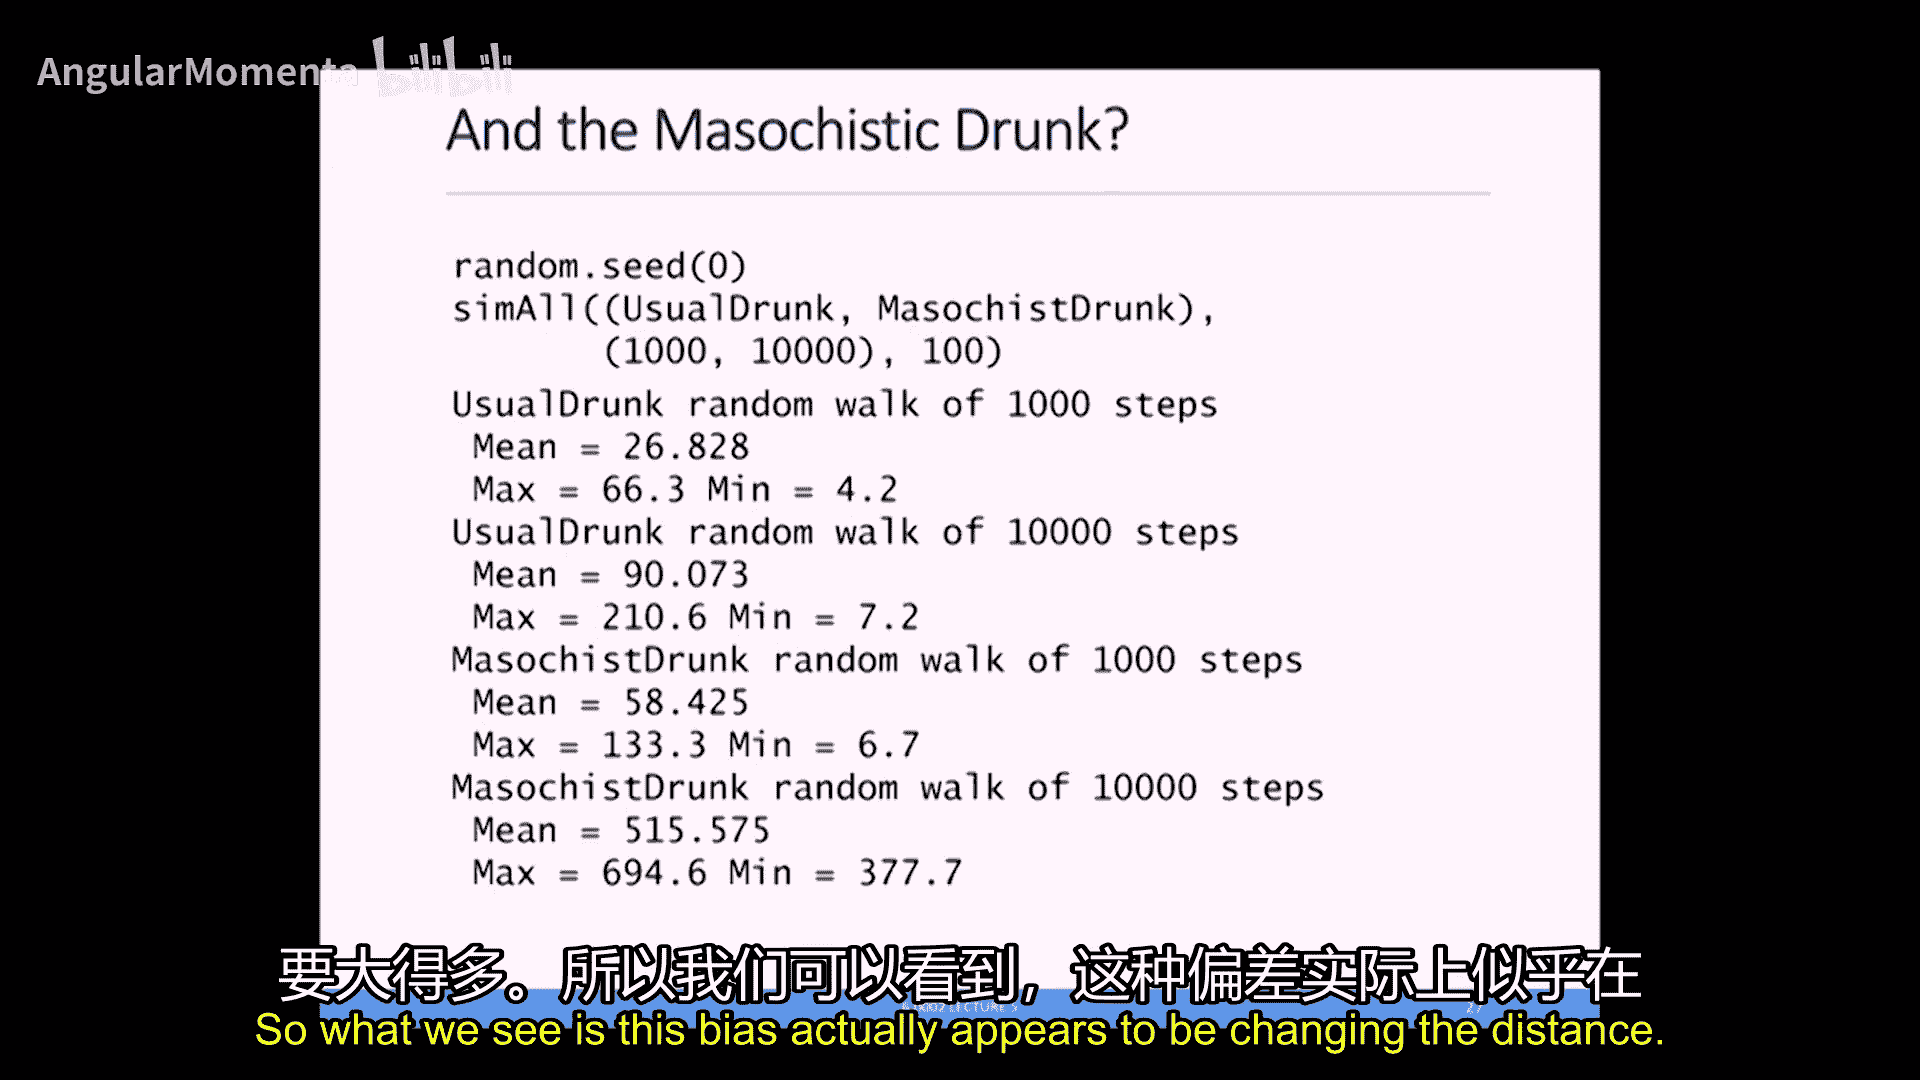 AngularMomenta bilibili
And the Masochistic Drunk?
random.seed(0)
simAll((UsualDrunk, MasochistDrunk),
(1000, 10000), 100)
UsualDrunk random walk of 1000 steps
Mean = 26.828
Max = 66.3 Min = 4.2
UsualDrunk random walk of 10000 steps
Mean = 90.073
Max = 210.6 Min = 7.2
MasochistDrunk random walk of 1000 steps
Mean = 58.425
Max = 133.3 Min = 6.7
MasochistDrunk random walk of 10000 steps
Mean = 515.575
Max = 694.6 Min = 377.7
要大得多。所以我们可以看到，这种偏差实际上似乎在
LECTURE 5
So what we see is this bias actually appears to be changing the distance.